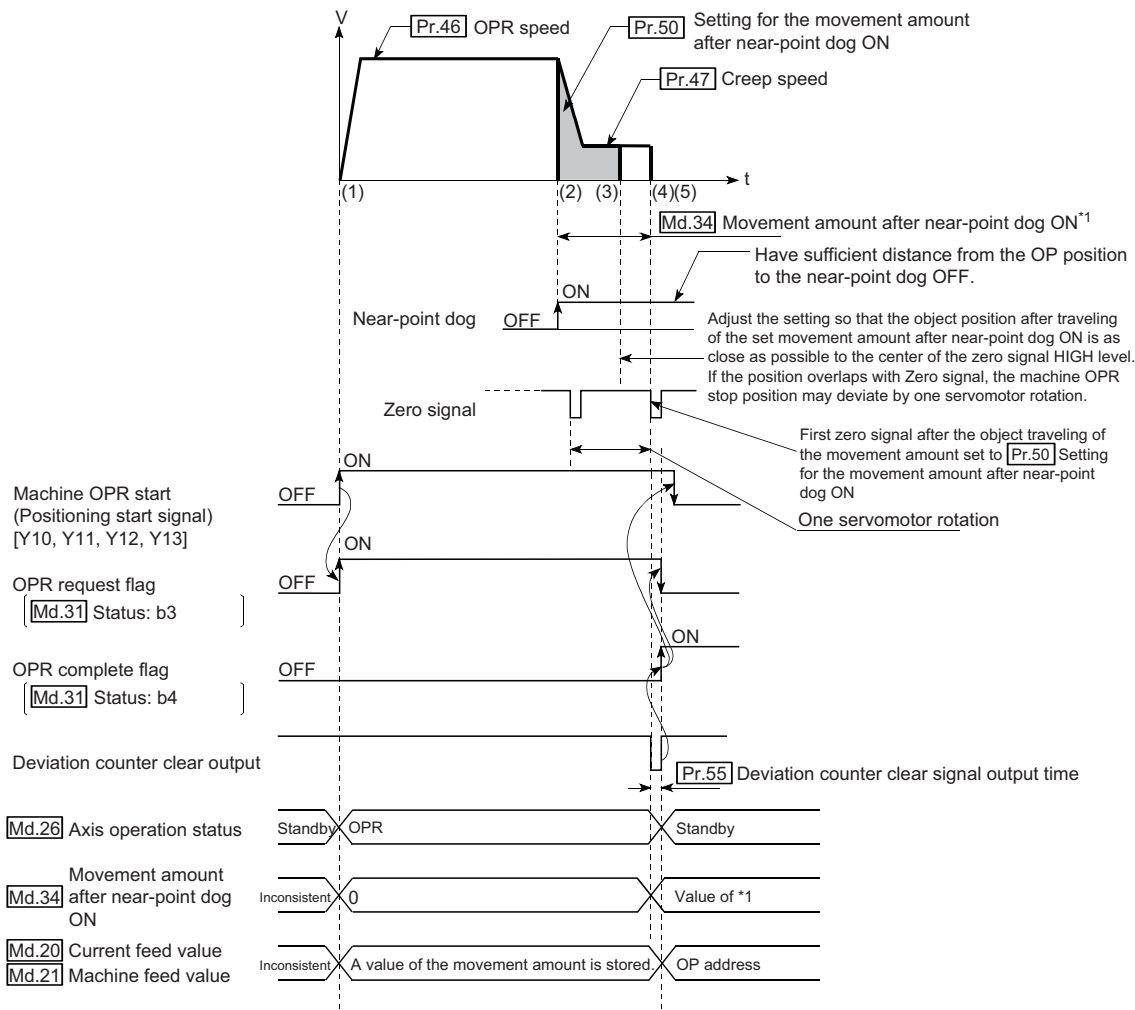 V
Pr.46 OPR speed
Pr.50 Setting for the movement amount
after near-point dog ON
Pr.47 Creep speed
t
(1)
(2)
(3)
(4)(5)
Md.34 Movement amount after near-point dog ON*1
Have sufficient distance from the OP position
to the near-point dog OFF.
ON
Near-point dog
OFF
Adjust the setting so that the object position after traveling
of the set movement amount after near-point dog ON is as
close as possible to the center of the zero signal HIGH level.
If the position overlaps with Zero signal, the machine OPR
stop position may deviate by one servomotor rotation.
Zero signal
First zero signal after the object traveling of
the movement amount set to Pr.50 Setting
for the movement amount after near-point
dog ON
One servomotor rotation
ON
Machine OPR start
(Positioning start signal)
[Y10, Y11, Y12, Y13]
OFF
ON
OPR request flag
Md.31 Status: b3
OFF
ON
OPR complete flag
Md.31 Status: b4
OFF
Deviation counter clear output
Pr.55 Deviation counter clear signal output time
Md.26 Axis operation status
Standby
OPR
Standby
Md.34 Movement amount
after near-point dog
ON
Inconsistent
0
Value of *1
Md.20 Current feed value
Md.21 Machine feed value
Inconsistent
A value of the movement amount is stored.
OP address